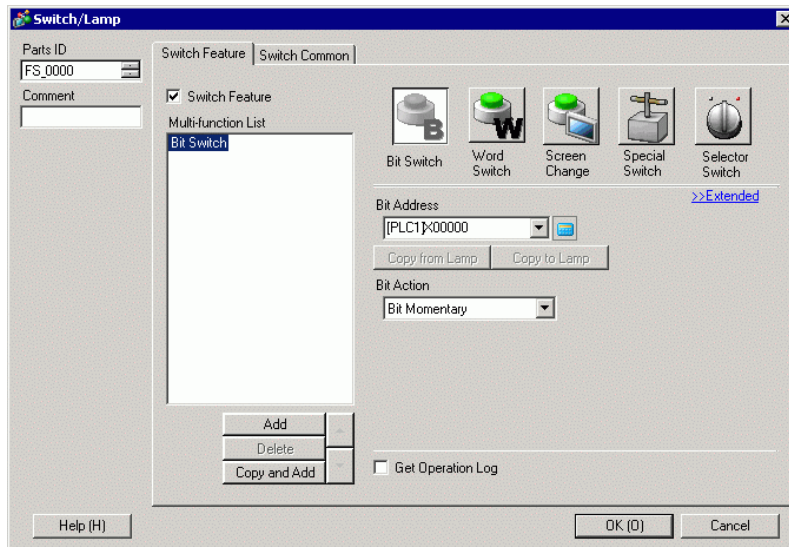 Switch/Lamp
Parts ID
FS_0000
Comment
Switch Feature
Switch Common
Switch Feature
Multi-function List
Bit Switch
Bit Switch
Word Switch
Screen Change
Special Switch
Selector Switch
>>Extended
Bit Address
[PLC1]X00000
Copy from Lamp
Copy to Lamp
Bit Action
Bit Momentary
Add
Delete
Copy and Add
Get Operation Log
Help (H)
OK (O)
Cancel